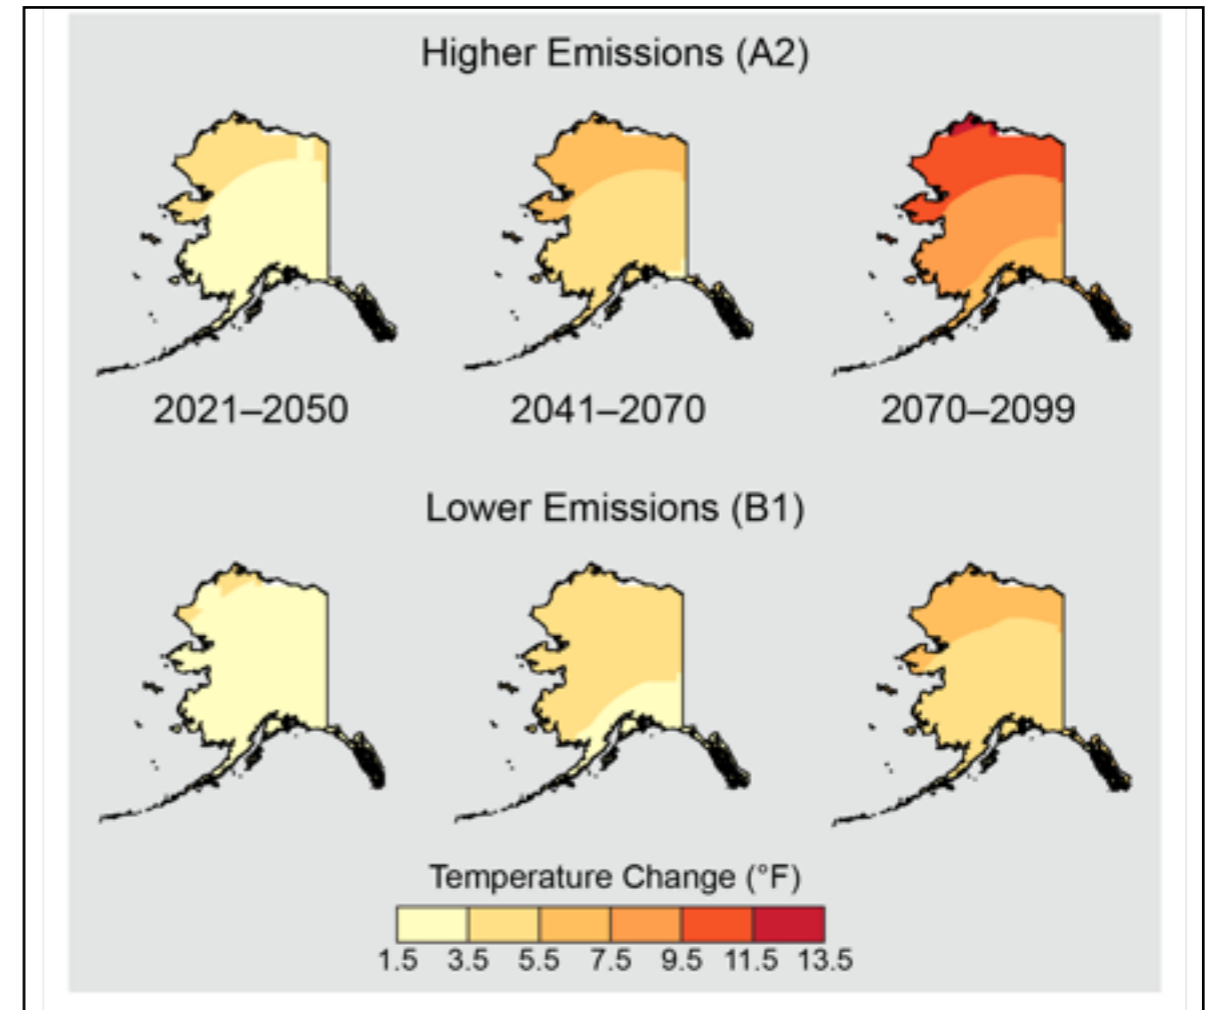 Higher Emissions (A2)
2021–2050 2041–2070 2070–2099
Lower Emissions (B1)
Temperature Change (°F)
1.5 3.5 5.5 7.5 9.5 11.5 13.5